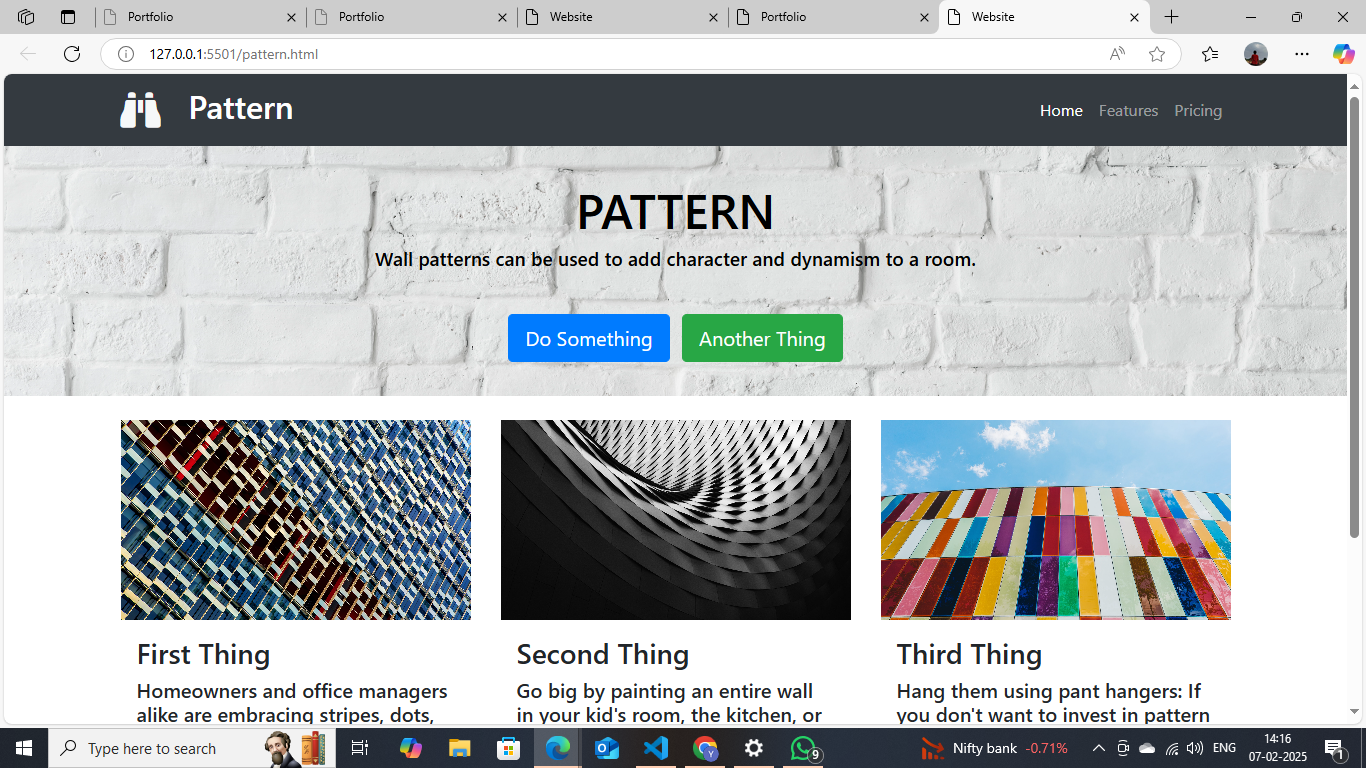 Portfolio
Portfolio
Website
Portfolio
Website
127.0.0.1:5501/pattern.html
Pattern
Home Features Pricing
PATTERN
Wall patterns can be used to add character and dynamism to a room.
Do Something Another Thing
First Thing
Homeowners and office managers
alike are embracing stripes, dots,
Second Thing
Go big by painting an entire wall
in your kid's room, the kitchen, or
Third Thing
Hang them using pant hangers: If
you don't want to invest in pattern
Type here to search
9
Nifty bank -0.71%
ENG
14:16
07-02-2025
1